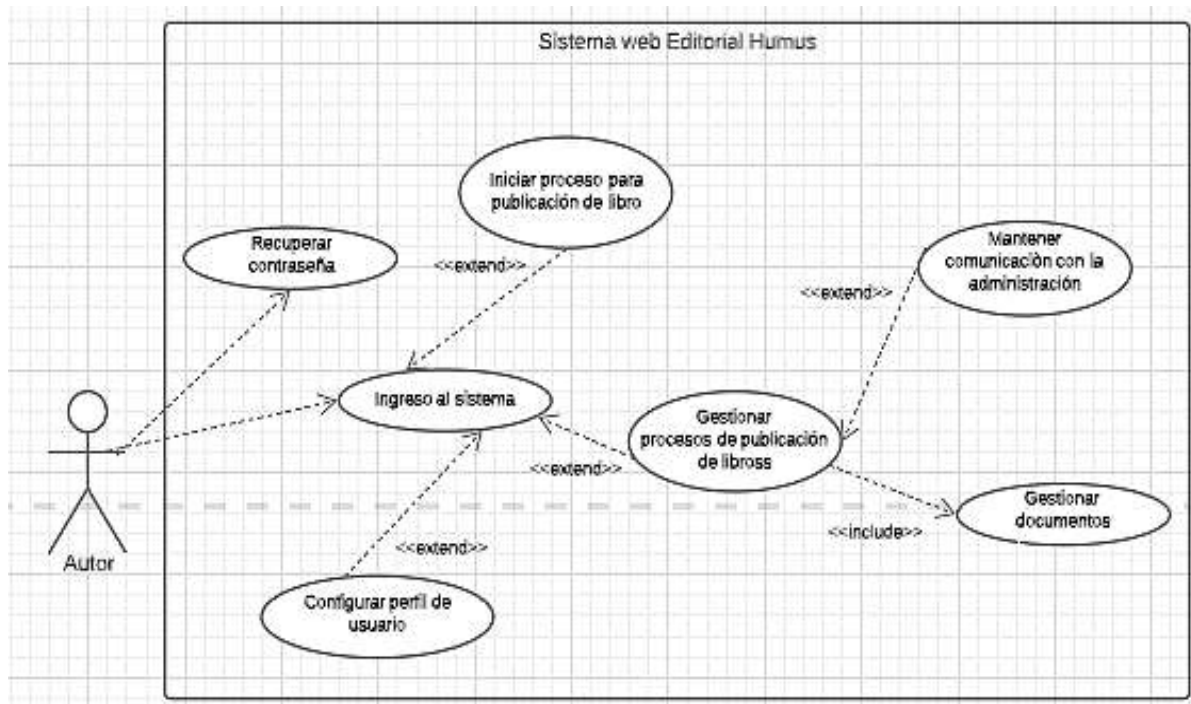 Sistema web Editorial Humus
Iniciar proceso para
publicación de libro
Recuperar
contraseña
<<extend>>
Mantener
comunicaciòn con la
administración
<<extend>>
Ingreso al sistema
Gestionar
procesos de publicación
de libross
<<extend>>
Gestionar
documentos
<<include>>
<<extend>>
Autor
Configurar perfil de
usuario